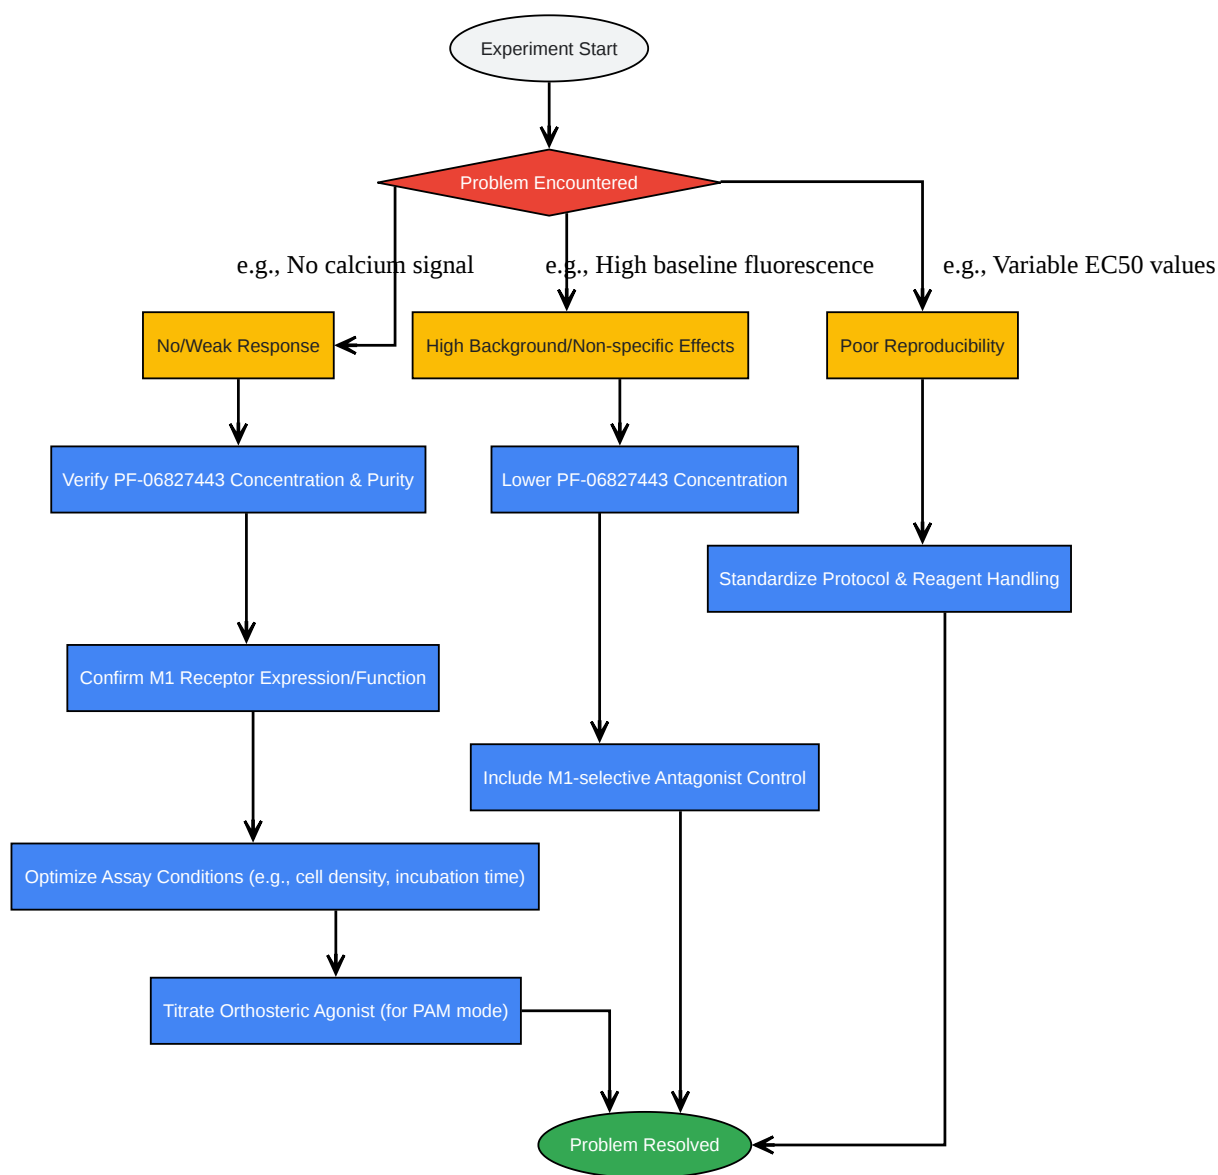 Experiment Start
Problem Encountered
e.g., No calcium signal
e.g., High baseline fluorescence
e.g., Variable EC50 values
No/Weak Response
High Background/Non-specific Effects
Poor Reproducibility
Verify PF-06827443 Concentration & Purity
Lower PF-06827443 Concentration
Standardize Protocol & Reagent Handling
Confirm M1 Receptor Expression/Function
Include M1-selective Antagonist Control
Optimize Assay Conditions (e.g., cell density, incubation time)
Titrate Orthosteric Agonist (for PAM mode)
Problem Resolved